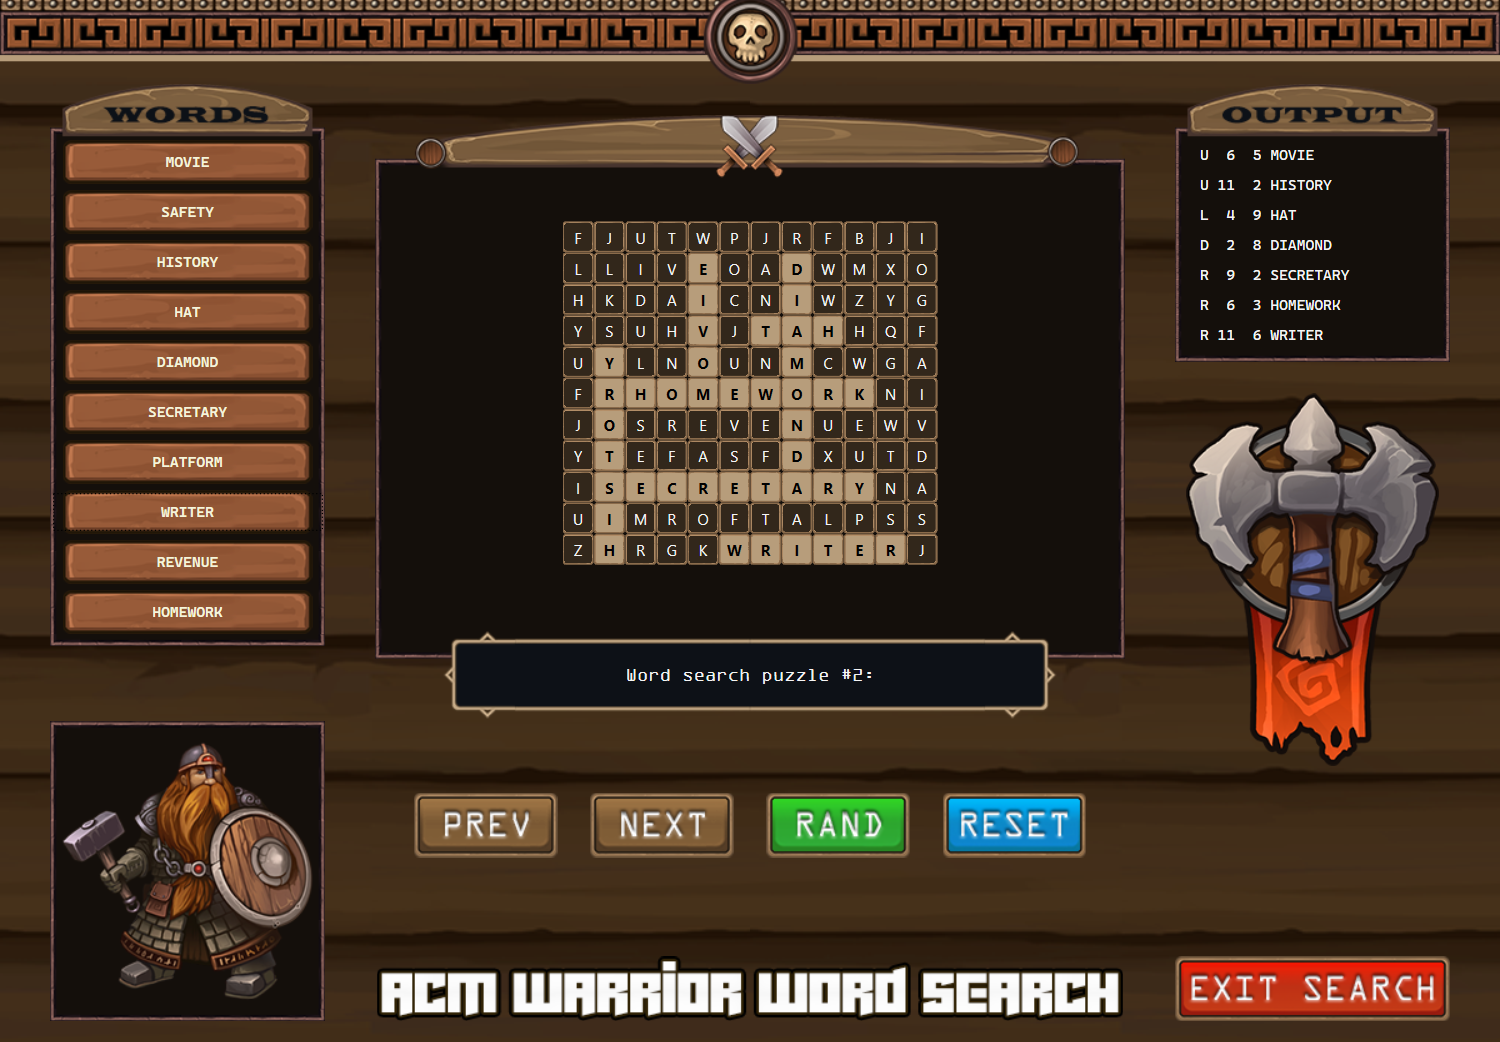 WORDS
MOVIE
SAFETY
HISTORY
HAT
DIAMOND
SECRETARY
PLATFORM
WRITER
REVENUE
HOMEWORK
F J U T W P J R F B J I
L L I V E O A D W M X O
H K D A I C N I W Z Y G
Y S U H V J T A H H Q F
U Y L N O U N M C W G A
F R H O M E W O R K N I
J O S R E V E N U E W V
Y T E F A S F D X U T D
I S E C R E T A R Y N A
U I M R O F T A L P S S
Z H R G K W R I T E R J
Word search puzzle #2:
PREV NEXT RAND RESET
OUTPUT
U 6 5 MOVIE
U 11 2 HISTORY
L 4 9 HAT
D 2 8 DIAMOND
R 9 2 SECRETARY
R 6 3 HOMEWORK
R 11 6 WRITER
ACM WARRIOR WORD SEARCH
EXIT SEARCH